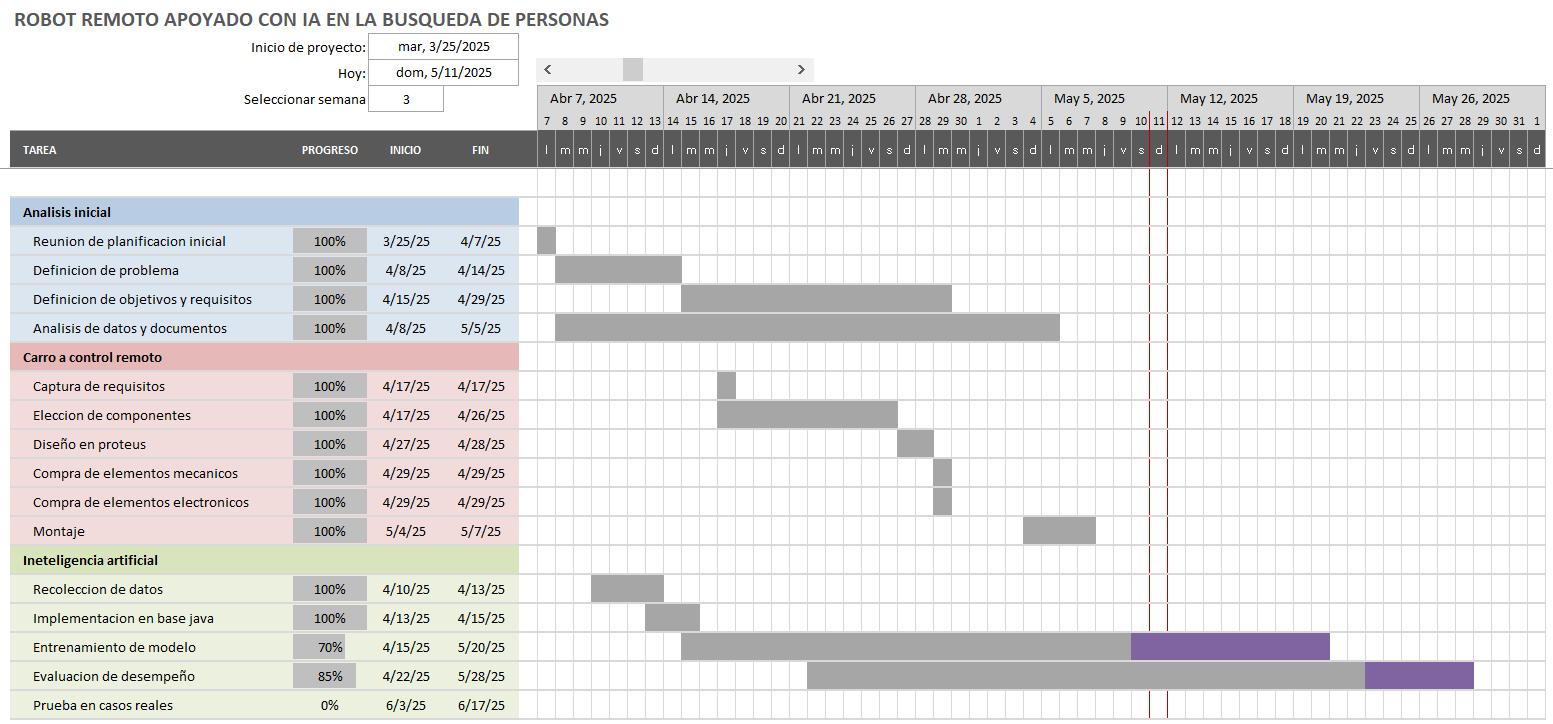 ROBOT REMOTO APOYADO CON IA EN LA BUSQUEDA DE PERSONAS
Inicio de proyecto: mar, 3/25/2025
Hoy: dom, 5/11/2025
Seleccionar semana 3
Abr 7, 2025 Abr 14, 2025 Abr 21, 2025 Abr 28, 2025 May 5, 2025 May 12, 2025 May 19, 2025 May 26, 2025
7 8 9 10 11 12 13 14 15 16 17 18 19 20 21 22 23 24 25 26 27 28 29 30 1 2 3 4 5 6 7 8 9 10 11 12 13 14 15 16 17 18 19 20 21 22 23 24 25 26 27 28 29 30 31 1
TAREA PROGRESO INICIO FIN l m m j v s d l m m j v s d l m m j v s d l m m j v s d l m m j v s d l m m j v s d l m m j v s d l m m j v s d
Analisis inicial
Reunion de planificacion inicial 100% 3/25/25 4/7/25
Definicion de problema 100% 4/8/25 4/14/25
Definicion de objetivos y requisitos 100% 4/15/25 4/29/25
Analisis de datos y documentos 100% 4/8/25 5/5/25
Carro a control remoto
Captura de requisitos 100% 4/17/25 4/17/25
Eleccion de componentes 100% 4/17/25 4/26/25
Diseño en proteus 100% 4/27/25 4/28/25
Compra de elementos mecanicos 100% 4/29/25 4/29/25
Compra de elementos electronicos 100% 4/29/25 4/29/25
Montaje 100% 5/4/25 5/7/25
Ineteligencia artificial
Recoleccion de datos 100% 4/10/25 4/13/25
Implementacion en base java 100% 4/13/25 4/15/25
Entrenamiento de modelo 70% 4/15/25 5/20/25
Evaluacion de desempeño 85% 4/22/25 5/28/25
Prueba en casos reales 0% 6/3/25 6/17/25